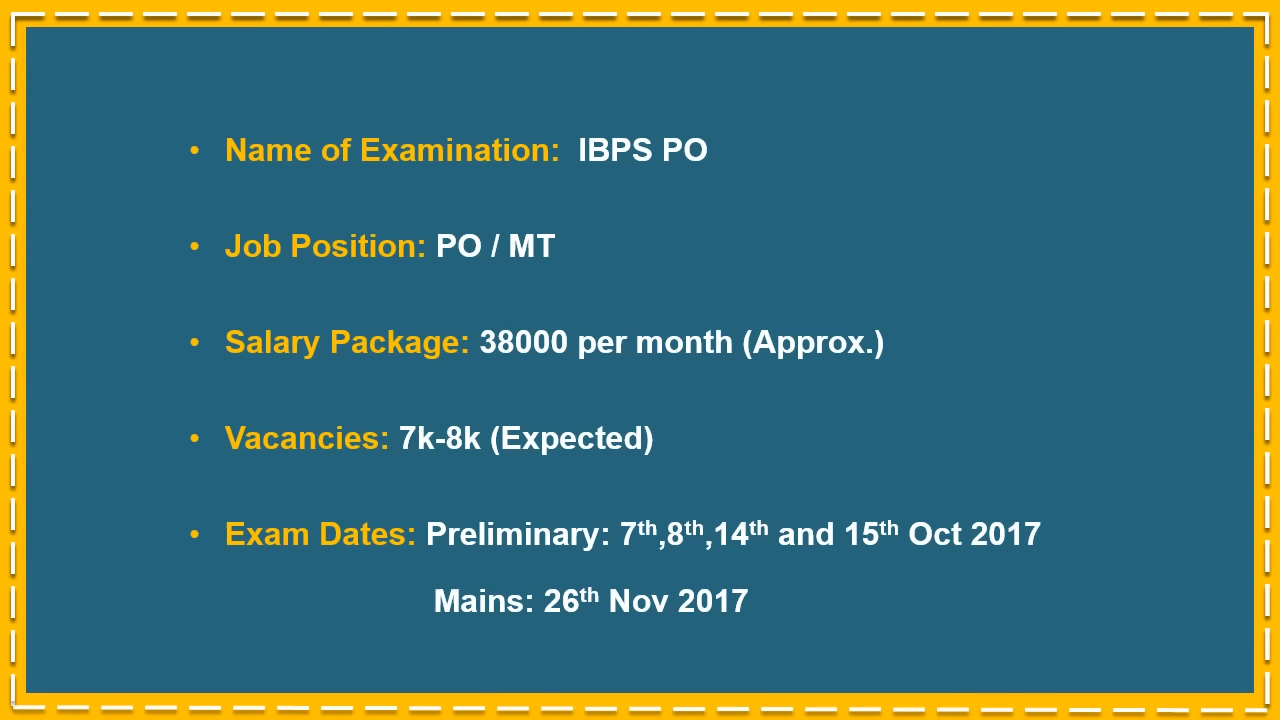 • Name of Examination:  IBPS PO
• Job Position: PO / MT
• Salary Package: 38000 per month (Approx.)
• Vacancies: 7k-8k (Expected)
• Exam Dates: Preliminary: 7th,8th,14th and 15th Oct 2017
Mains: 26th Nov 2017